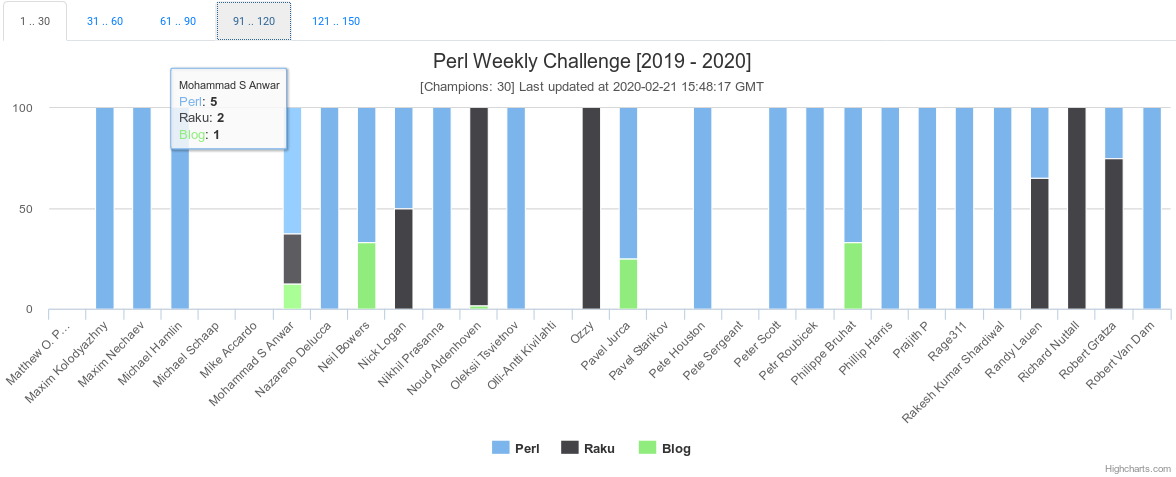 1 .. 30 31 .. 60 61 .. 90 91 .. 120 121 .. 150
Perl Weekly Challenge [2019 - 2020]
[Champions: 30] Last updated at 2020-02-21 15:48:17 GMT
Mohammad S Anwar
Perl: 5
Raku: 2
Blog: 1
100
50
0
Matthew O. P…
Maxim Kolodyazhny
Maxim Nechaev
Michael Hamlin
Michael Schaap
Mike Accardo
Mohammad S Anwar
Nazareno Delucca
Neil Bowers
Nick Logan
Nikhil Prasanna
Noud Aldenhoven
Oleksi Tsvietnov
Olli-Antti Kivilahti
Ozzy
Pavel Jurca
Pavel Starikov
Pete Houston
Pete Sergeant
Peter Scott
Petr Roubicek
Philippe Bruhat
Phillip Harris
Prajith P
Rage311
Rakesh Kumar Shardiwal
Randy Lauen
Richard Nuttall
Robert Gratza
Robert Van Dam
Perl Raku Blog
Highcharts.com